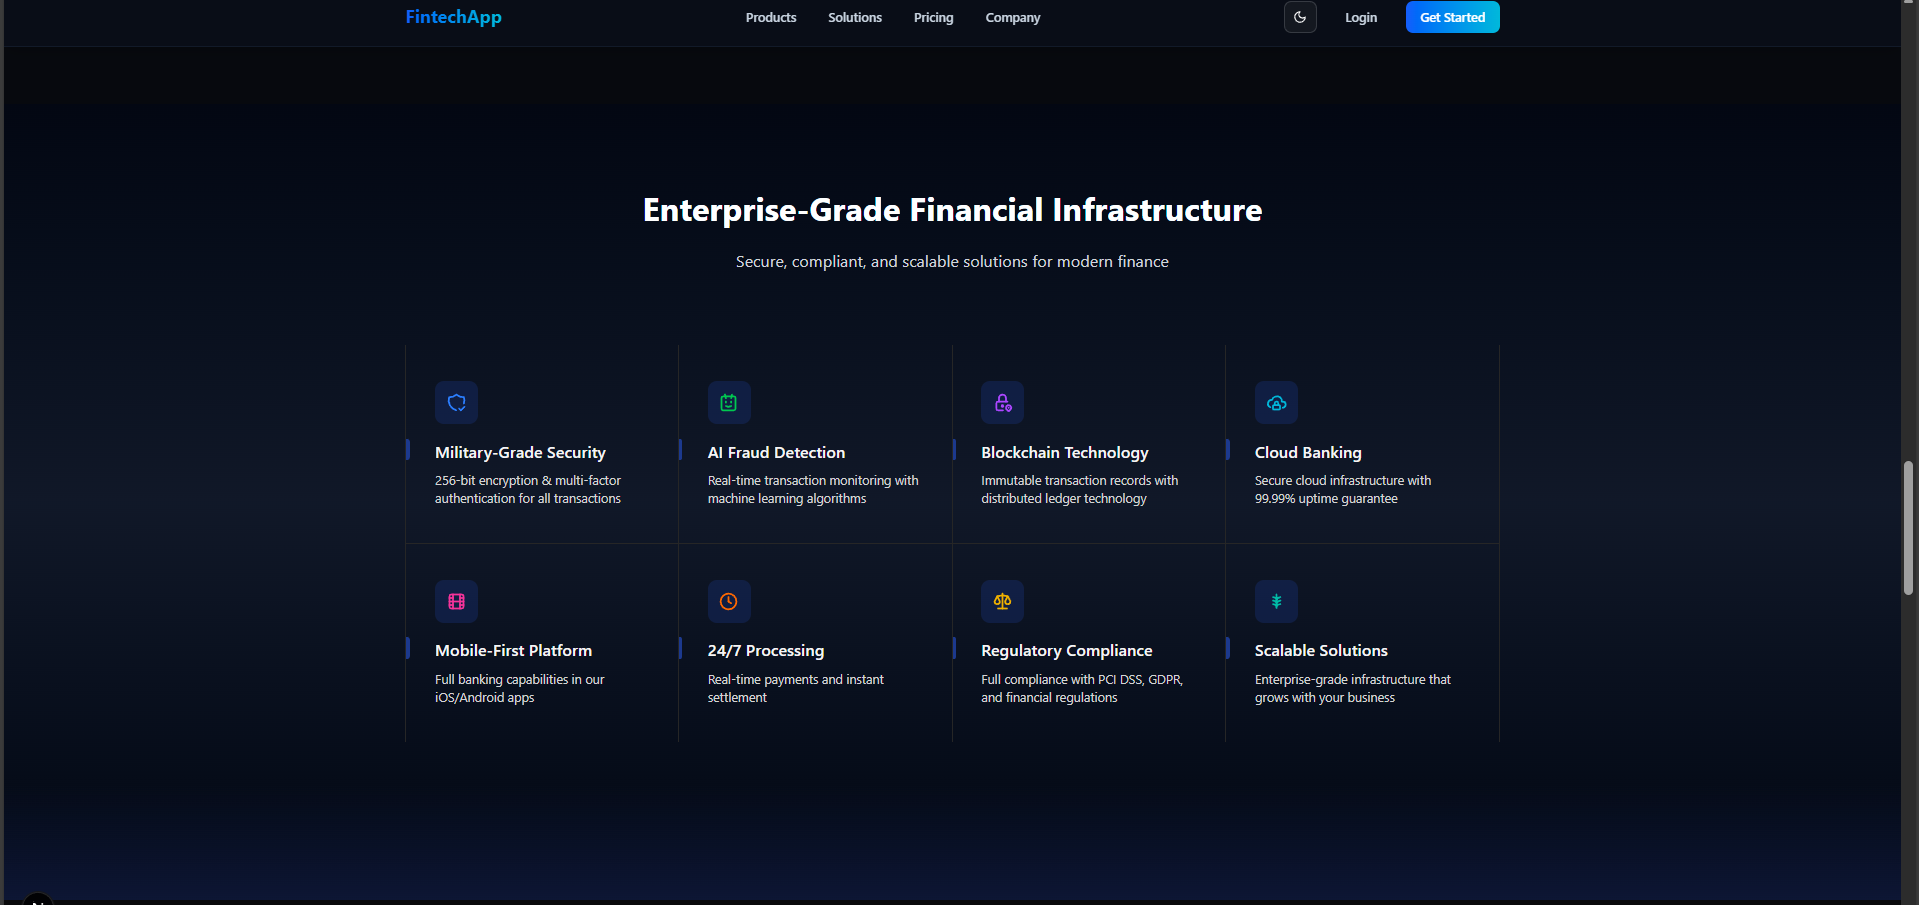 FintechApp
Products Solutions Pricing Company
Login
Get Started
Enterprise-Grade Financial Infrastructure
Secure, compliant, and scalable solutions for modern finance
Military-Grade Security
256-bit encryption & multi-factor
authentication for all transactions
AI Fraud Detection
Real-time transaction monitoring with
machine learning algorithms
Blockchain Technology
Immutable transaction records with
distributed ledger technology
Cloud Banking
Secure cloud infrastructure with
99.99% uptime guarantee
Mobile-First Platform
Full banking capabilities in our
iOS/Android apps
24/7 Processing
Real-time payments and instant
settlement
Regulatory Compliance
Full compliance with PCI DSS, GDPR,
and financial regulations
Scalable Solutions
Enterprise-grade infrastructure that
grows with your business